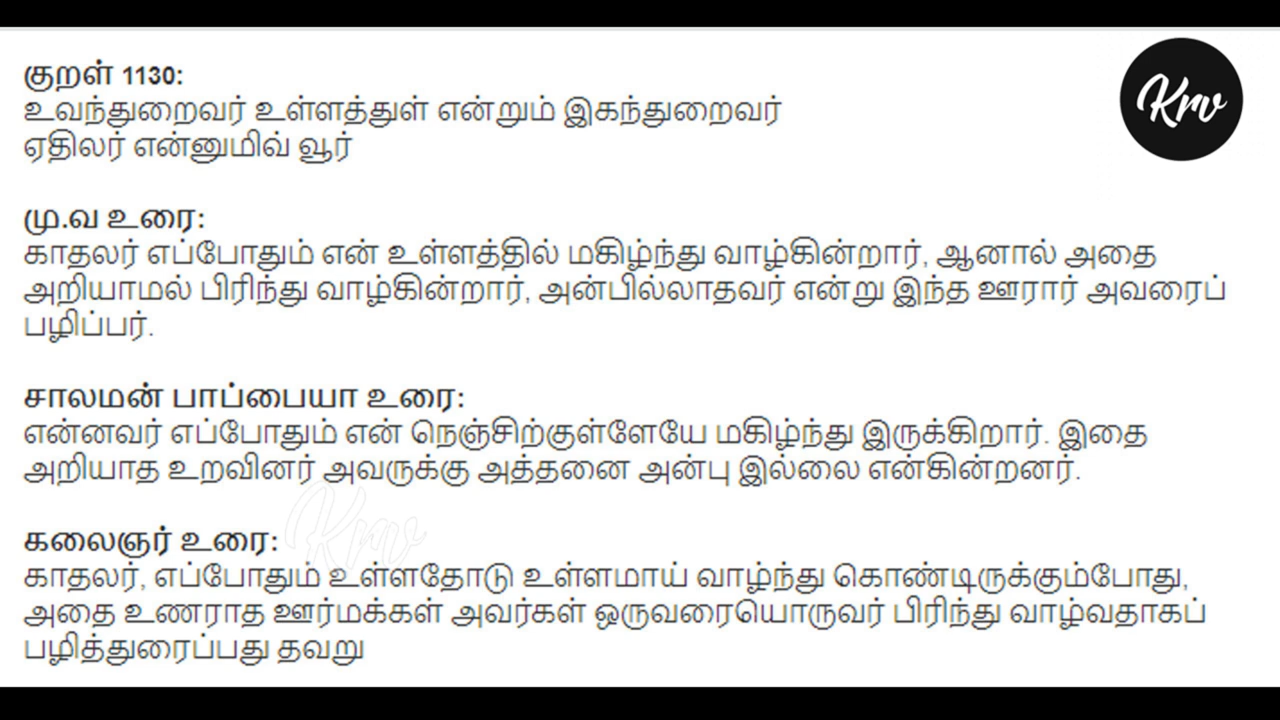 Krv
குறள் 1130:
உவந்துறைவர் உள்ளத்துள் என்றும் இகந்துறைவர்
ஏதிலர் என்னுமிவ் வூர்
மு.வ உரை:
காதலர் எப்போதும் என் உள்ளத்தில் மகிழ்ந்து வாழ்கின்றார், ஆனால் அதை
அறியாமல் பிரிந்து வாழ்கின்றார், அன்பில்லாதவர் என்று இந்த ஊரார் அவரைப்
பழிப்பர்.
சாலமன் பாப்பையா உரை:
என்னவர் எப்போதும் என் நெஞ்சிற்குள்ளேயே மகிழ்ந்து இருக்கிறார். இதை
அறியாத உறவினர் அவருக்கு அத்தனை அன்பு இல்லை என்கின்றனர்.
கலைஞர் உரை:
Krv
காதலர், எப்போதும் உள்ளதோடு உள்ளமாய் வாழ்ந்து கொண்டிருக்கும்போது,
அதை உணராத ஊர்மக்கள் அவர்கள் ஒருவரையொருவர் பிரிந்து வாழ்வதாகப்
பழித்துரைப்பது தவறு